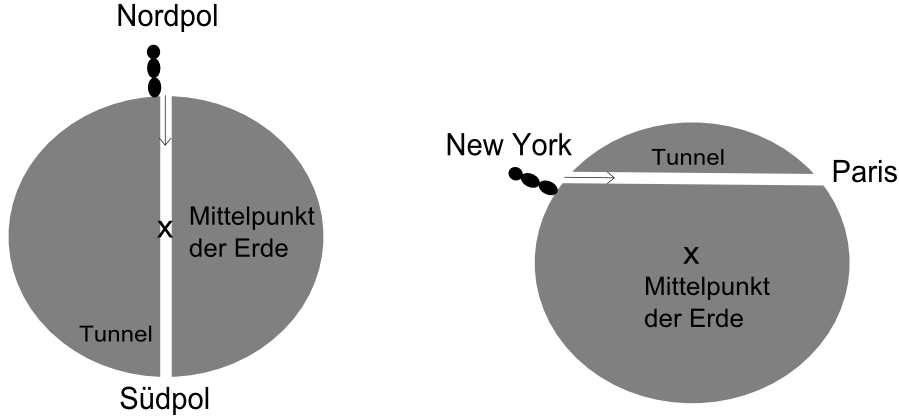 Nordpol
x
Mittelpunkt
der Erde
Tunnel
Südpol
New York
Tunnel
Paris
x
Mittelpunkt
der Erde